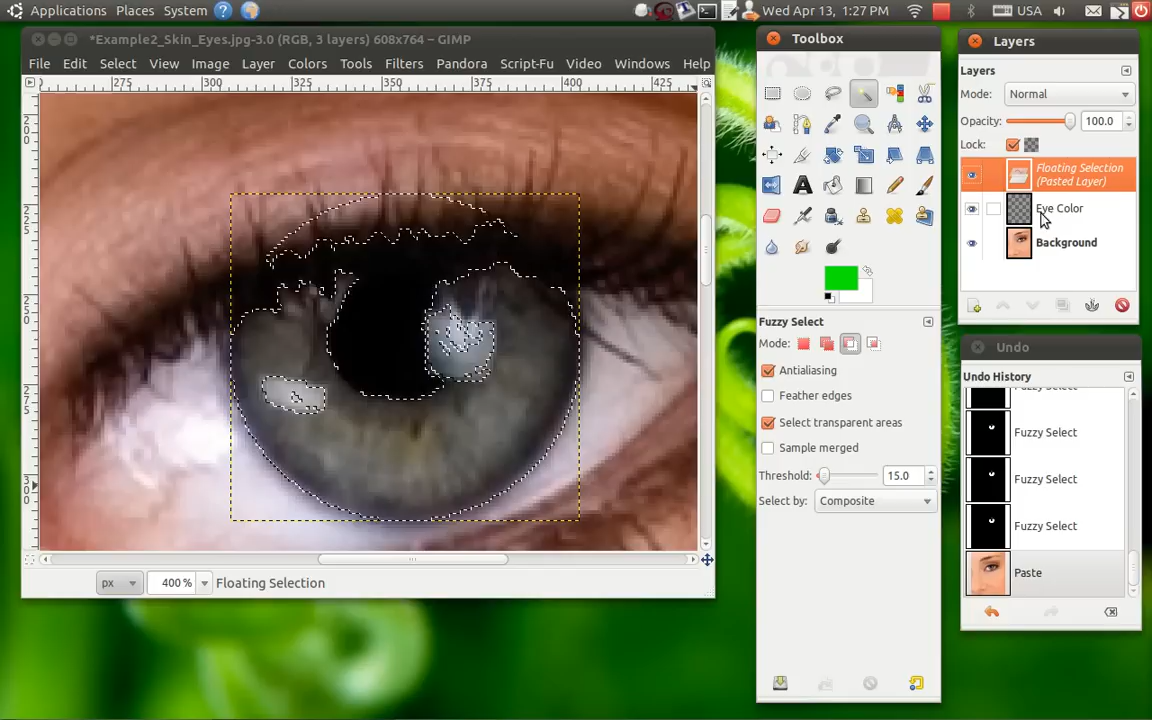 Applications Places System
Wed Apr 13, 1:27 PM
USA
*Example2_Skin_Eyes.jpg-3.0 (RGB, 3 layers) 608x764 – GIMP
File Edit Select View Image Layer Colors Tools Filters Pandora Script-Fu Video Windows Help
275 300 325 350 375 400 425
px 400 % Floating Selection
Toolbox
Fuzzy Select
Mode:
Antialiasing
Feather edges
Select transparent areas
Sample merged
Threshold: 15.0
Select by: Composite
Layers
Layers
Mode: Normal
Opacity: 100.0
Lock:
Floating Selection
(Pasted Layer)
Eye Color
Background
Undo
Undo History
Fuzzy Select
Fuzzy Select
Fuzzy Select
Paste